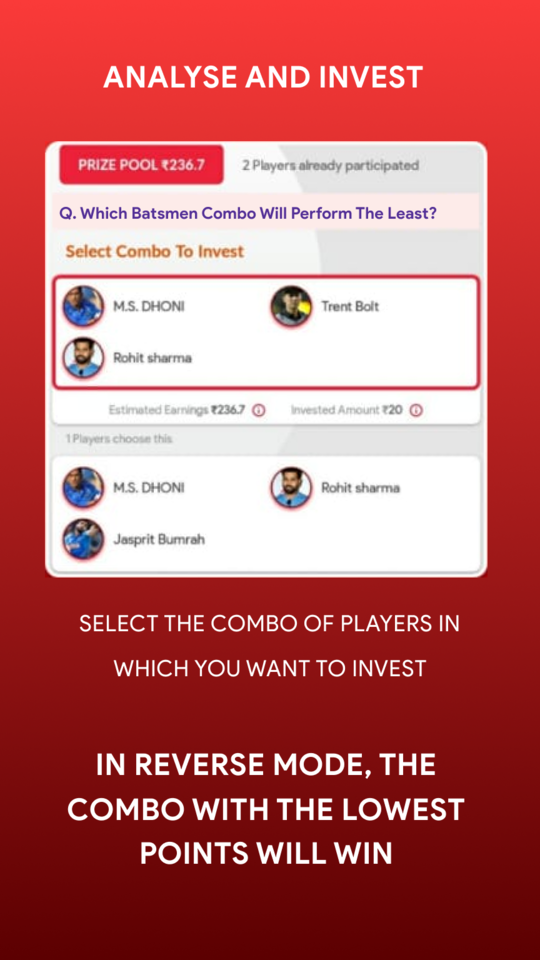 ANALYSE AND INVEST
PRIZE POOL ₹236.7 2 Players already participated
Q. Which Batsmen Combo Will Perform The Least?
Select Combo To Invest
M.S. DHONI Trent Bolt
Rohit sharma
Estimated Earnings ₹236.7 Invested Amount ₹20
1 Players choose this
M.S. DHONI Rohit sharma
Jasprit Bumrah
SELECT THE COMBO OF PLAYERS IN
WHICH YOU WANT TO INVEST
IN REVERSE MODE, THE
COMBO WITH THE LOWEST
POINTS WILL WIN